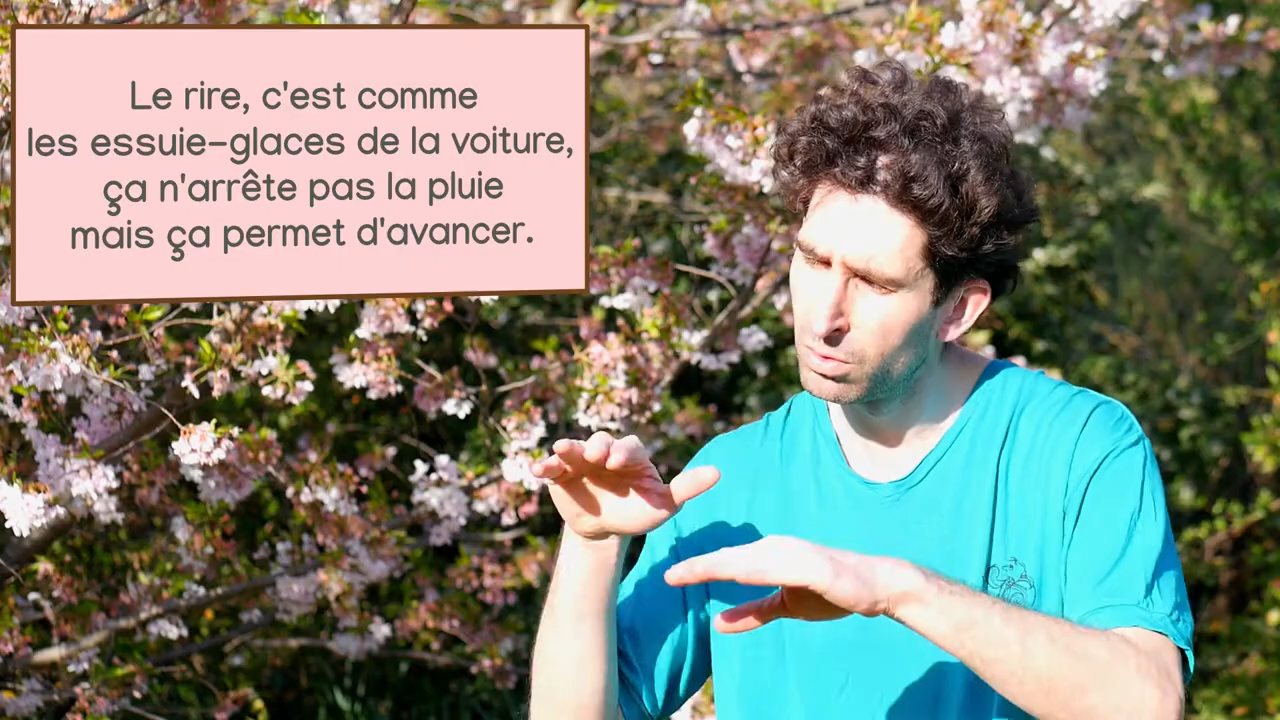 Le rire, c'est comme
les essuie-glaces de la voiture,
ça n'arrête pas la pluie
mais ça permet d'avancer.